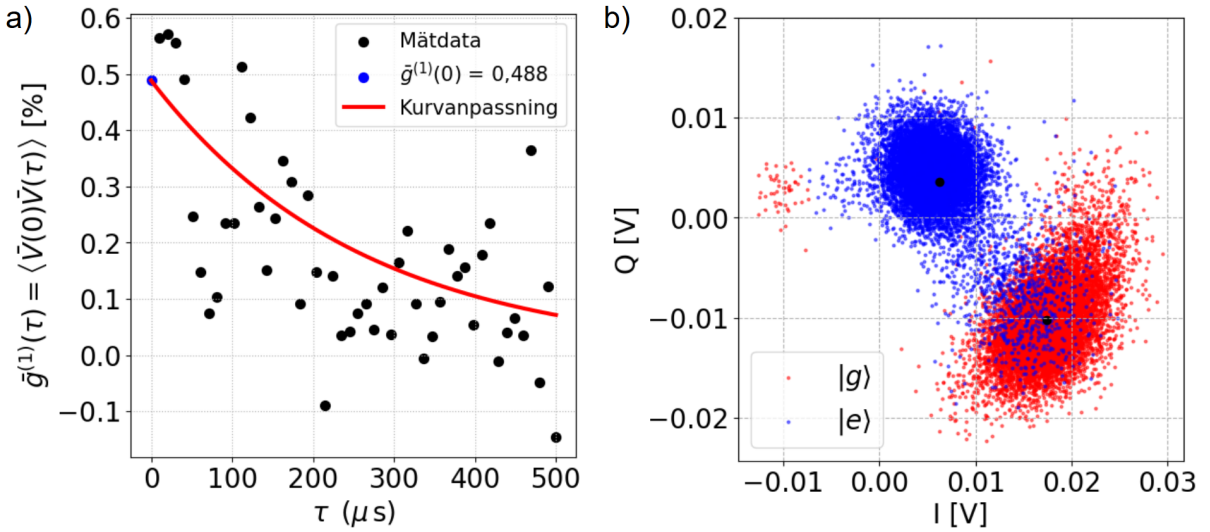 a)
0.6
0.5
0.4
0.3
0.2
0.1
0.0
−0.1
0
100
200
300
400
500
τ (μs)
ḡ⁽¹⁾(τ) = ⟨V̄(0)V̄(τ)⟩ [%]
Mätdata
g̃⁽¹⁾(0) = 0,488
Kurvanpassning
b)
0.02
0.01
0.00
−0.01
−0.02
−0.01
0.00
0.01
0.02
0.03
I [V]
Q [V]
|g⟩
|e⟩